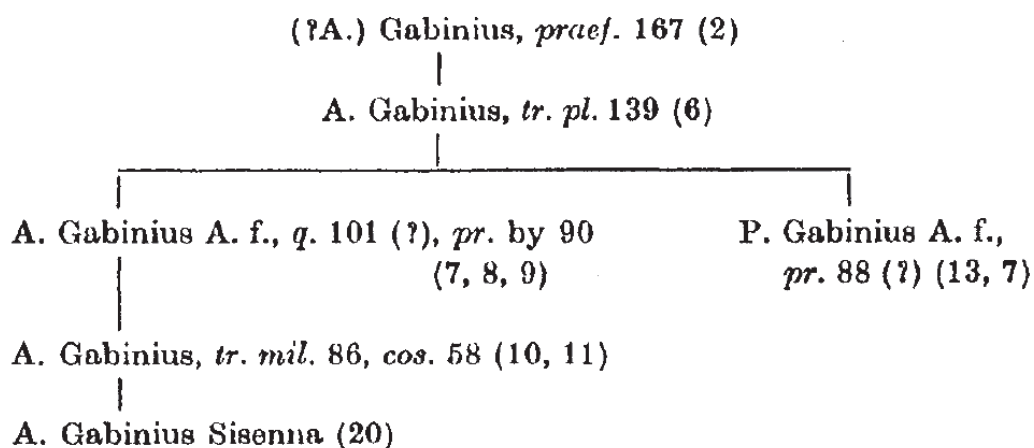 (?A.) Gabinius, praef. 167 (2)
A. Gabinius, tr. pl. 139 (6)
A. Gabinius A. f., q. 101 (?), pr. by 90
(7, 8, 9)
P. Gabinius A. f.,
pr. 88 (?) (13, 7)
A. Gabinius, tr. mil. 86, cos. 58 (10, 11)
A. Gabinius Sisenna (20)